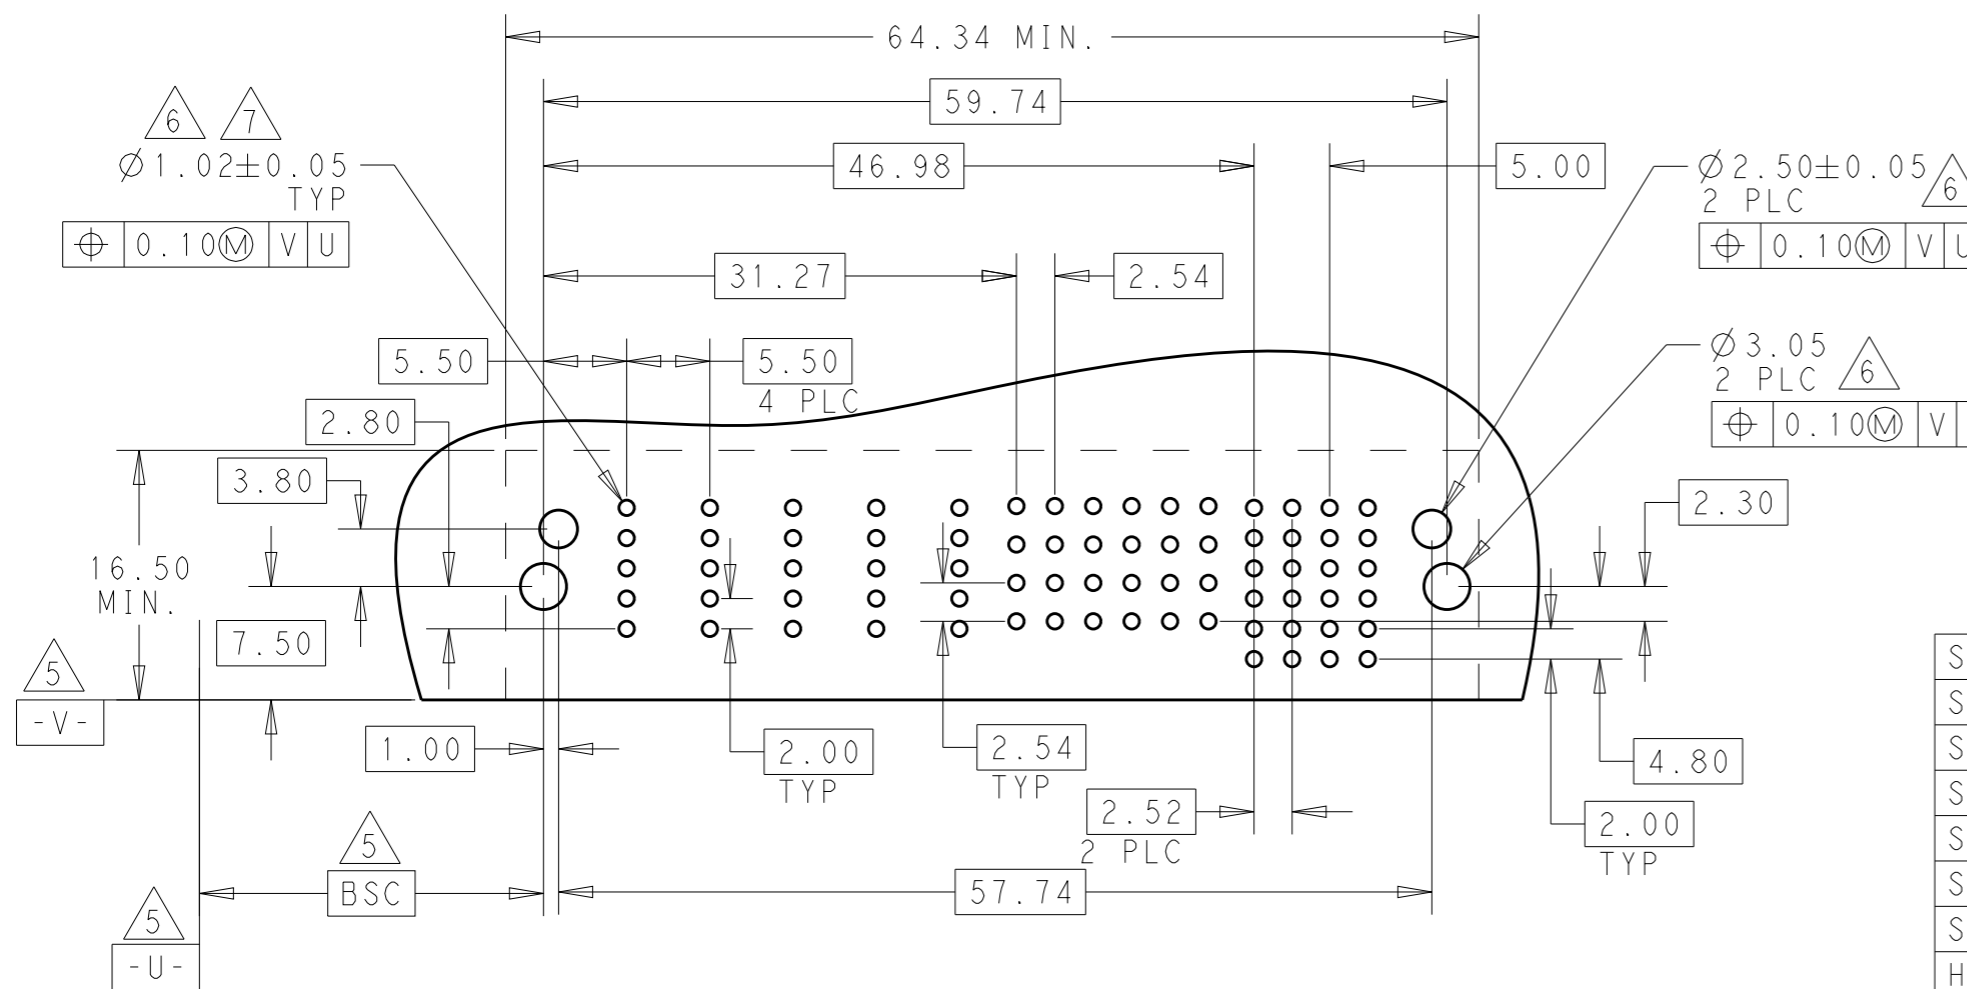 64.34 MIN.
59.74
6 7
Ø1.02±0.05
TYP
⌖ 0.10Ⓜ V U
46.98
5.00
Ø2.50±0.05 6
2 PLC
⌖ 0.10Ⓜ V U
31.27
2.54
5.50
5.50
4 PLC
Ø3.05
2 PLC 6
⌖ 0.10Ⓜ V
2.80
3.80
2.30
16.50
MIN.
7.50
5
-V-
1.00
2.00
TYP
2.54
TYP
4.80
2.52
2 PLC
2.00
TYP
5
BSC
57.74
5
-U-
S
S
S
S
S
S
S
H